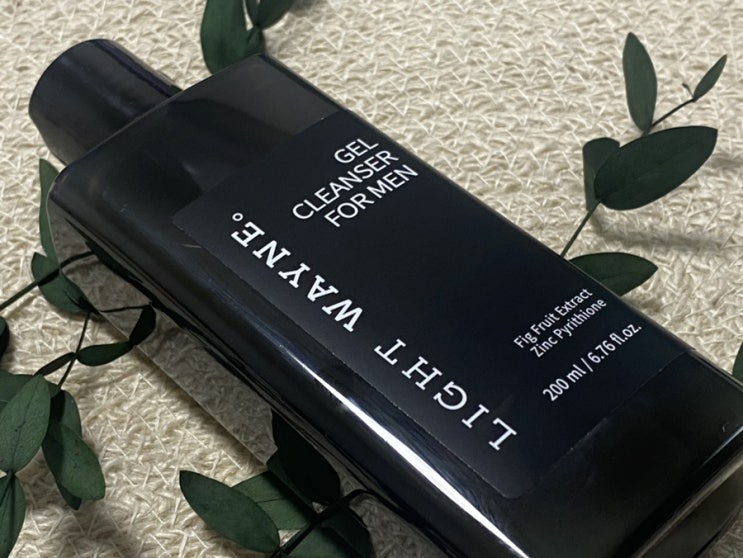 GEL
CLEANSER
FOR MEN
LIGHT WAYNE.
Fig Fruit Extract
Zinc Pyrithione
200 ml / 6.76 fl.oz.